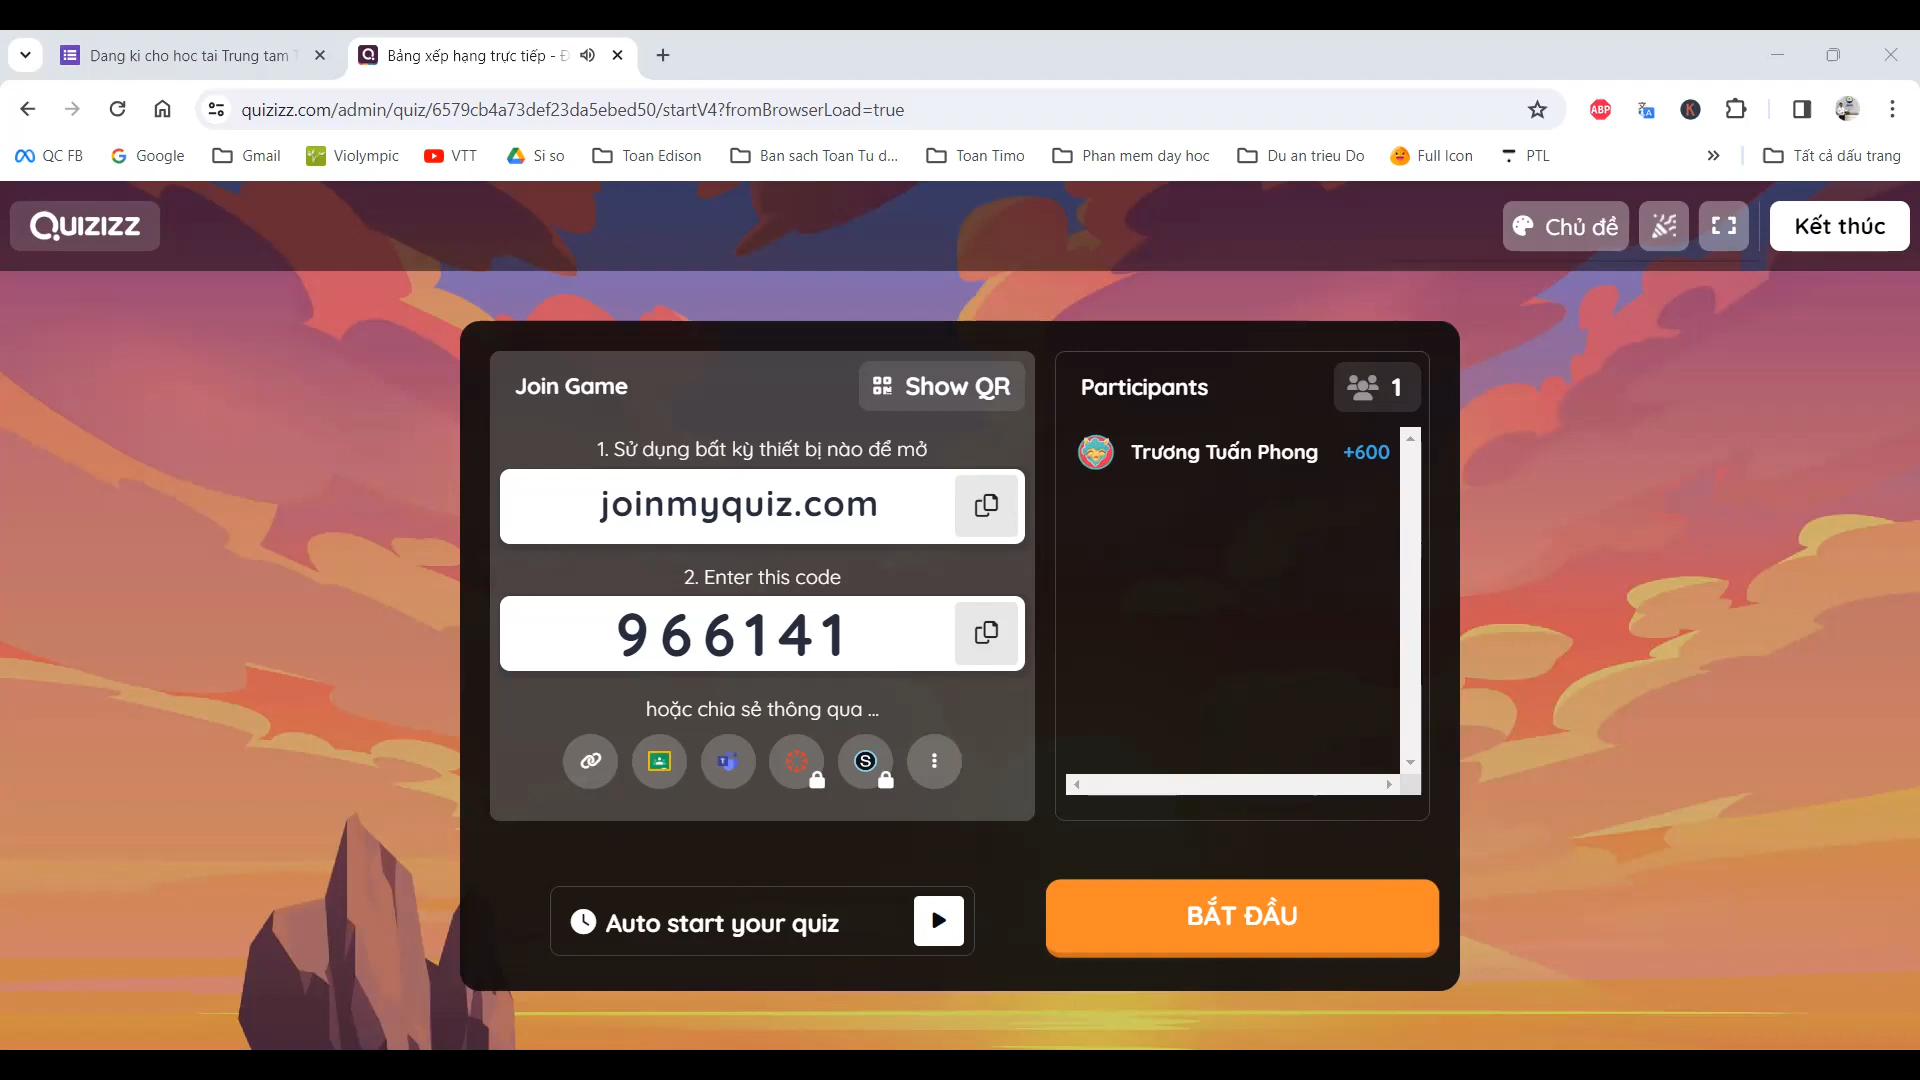 Dang ki cho hoc tai Trung tam
Bảng xếp hạng trực tiếp - Đ
quizizz.com/admin/quiz/6579cb4a73def23da5ebed50/startV4?fromBrowserLoad=true
ABP
K
QC FB
Google
Gmail
Violympic
VTT
Si so
Toan Edison
Ban sach Toan Tu d...
Toan Timo
Phan mem day hoc
Du an trieu Do
Full Icon
PTL
Tất cả dấu trang
QUIZIZZ
Chủ đề
Kết thúc
Join Game
Show QR
1. Sử dụng bất kỳ thiết bị nào để mở
joinmyquiz.com
2. Enter this code
966141
hoặc chia sẻ thông qua ...
S
Participants
1
Trương Tuấn Phong +600
Auto start your quiz
BẮT ĐẦU